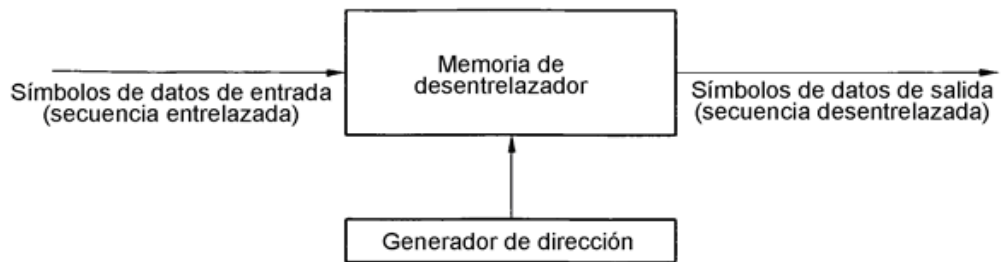 Símbolos de datos de entrada
(secuencia entrelazada)
Memoria de
desentrelazador
Símbolos de datos de salida
(secuencia desentrelazada)
Generador de dirección